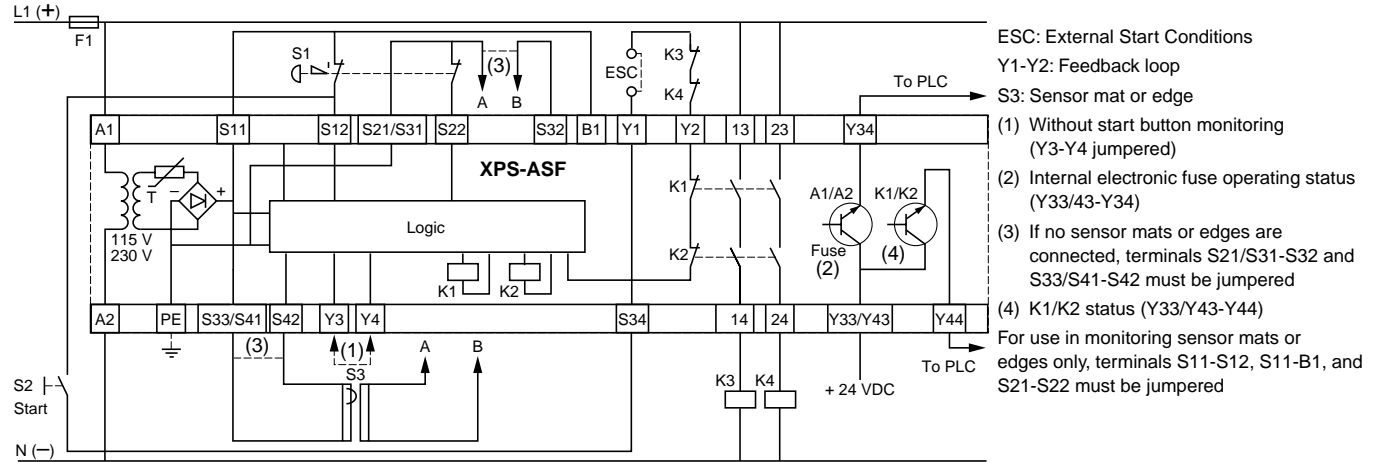 L1 (+)
F1
S1
(3)
A B
ESC
K3
K4
To PLC
A1 S11 S12 S21/S31 S22 S32 B1 Y1 Y2 13 23 Y34
XPS-ASF
T
– +
115 V
230 V
Logic
K1 K2
K1
K2
A1/A2 K1/K2
Fuse
(2)
(4)
A2 PE S33/S41 S42 Y3 Y4 S34 14 24 Y33/Y43 Y44
(3)
(1)
S3
A B
K3 K4
+ 24 VDC
To PLC
S2
Start
N (–)
ESC: External Start Conditions
Y1-Y2: Feedback loop
S3: Sensor mat or edge
(1) Without start button monitoring
(Y3-Y4 jumpered)
(2) Internal electronic fuse operating status
(Y33/43-Y34)
(3) If no sensor mats or edges are
connected, terminals S21/S31-S32 and
S33/S41-S42 must be jumpered
(4) K1/K2 status (Y33/Y43-Y44)
For use in monitoring sensor mats or
edges only, terminals S11-S12, S11-B1, and
S21-S22 must be jumpered